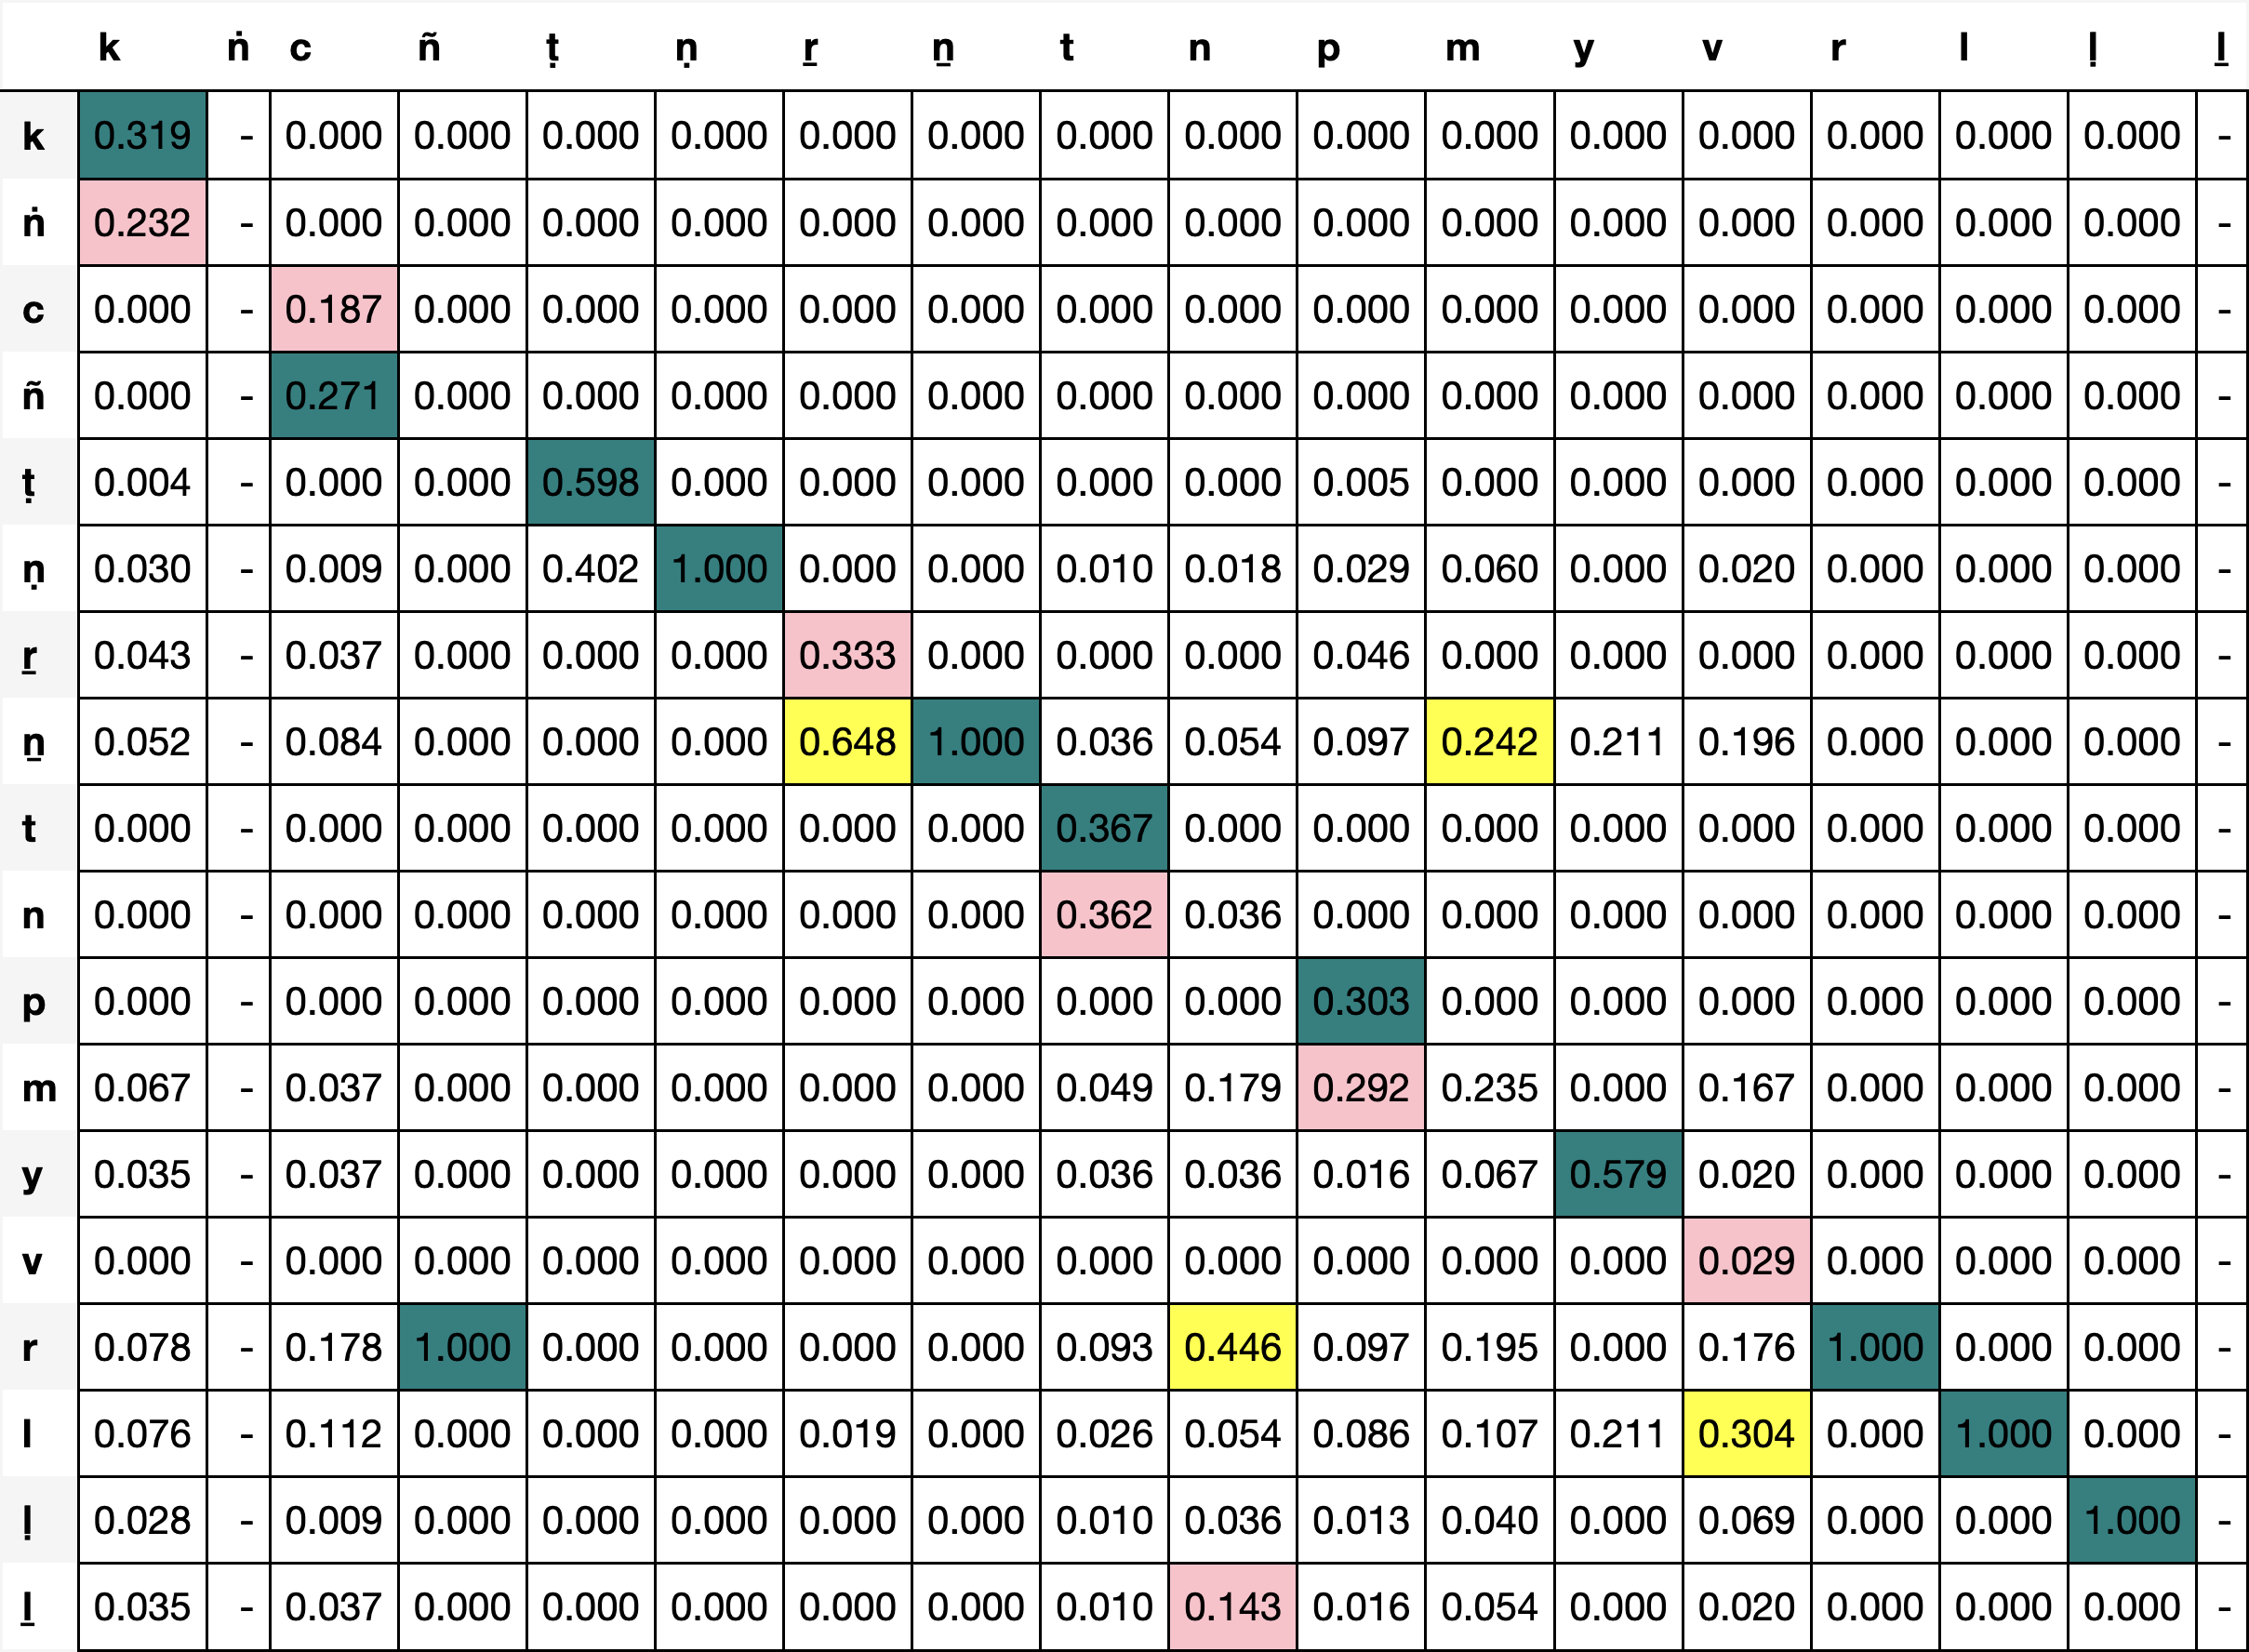 k ṅ c ñ ṭ ṇ ṟ ṉ t n p m y v r l ḷ ḻ
k 0.319 - 0.000 0.000 0.000 0.000 0.000 0.000 0.000 0.000 0.000 0.000 0.000 0.000 0.000 0.000 0.000 -
ṅ 0.232 - 0.000 0.000 0.000 0.000 0.000 0.000 0.000 0.000 0.000 0.000 0.000 0.000 0.000 0.000 0.000 -
c 0.000 - 0.187 0.000 0.000 0.000 0.000 0.000 0.000 0.000 0.000 0.000 0.000 0.000 0.000 0.000 0.000 -
ñ 0.000 - 0.271 0.000 0.000 0.000 0.000 0.000 0.000 0.000 0.000 0.000 0.000 0.000 0.000 0.000 0.000 -
ṭ 0.004 - 0.000 0.000 0.598 0.000 0.000 0.000 0.000 0.000 0.005 0.000 0.000 0.000 0.000 0.000 0.000 -
ṇ 0.030 - 0.009 0.000 0.402 1.000 0.000 0.000 0.010 0.018 0.029 0.060 0.000 0.020 0.000 0.000 0.000 -
ṟ 0.043 - 0.037 0.000 0.000 0.000 0.333 0.000 0.000 0.000 0.046 0.000 0.000 0.000 0.000 0.000 0.000 -
ṉ 0.052 - 0.084 0.000 0.000 0.000 0.648 1.000 0.036 0.054 0.097 0.242 0.211 0.196 0.000 0.000 0.000 -
t 0.000 - 0.000 0.000 0.000 0.000 0.000 0.000 0.367 0.000 0.000 0.000 0.000 0.000 0.000 0.000 0.000 -
n 0.000 - 0.000 0.000 0.000 0.000 0.000 0.000 0.362 0.036 0.000 0.000 0.000 0.000 0.000 0.000 0.000 -
p 0.000 - 0.000 0.000 0.000 0.000 0.000 0.000 0.000 0.000 0.303 0.000 0.000 0.000 0.000 0.000 0.000 -
m 0.067 - 0.037 0.000 0.000 0.000 0.000 0.000 0.049 0.179 0.292 0.235 0.000 0.167 0.000 0.000 0.000 -
y 0.035 - 0.037 0.000 0.000 0.000 0.000 0.000 0.036 0.036 0.016 0.067 0.579 0.020 0.000 0.000 0.000 -
v 0.000 - 0.000 0.000 0.000 0.000 0.000 0.000 0.000 0.000 0.000 0.000 0.000 0.029 0.000 0.000 0.000 -
r 0.078 - 0.178 1.000 0.000 0.000 0.000 0.000 0.093 0.446 0.097 0.195 0.000 0.176 1.000 0.000 0.000 -
l 0.076 - 0.112 0.000 0.000 0.000 0.019 0.000 0.026 0.054 0.086 0.107 0.211 0.304 0.000 1.000 0.000 -
ḷ 0.028 - 0.009 0.000 0.000 0.000 0.000 0.000 0.010 0.036 0.013 0.040 0.000 0.069 0.000 0.000 1.000 -
ḻ 0.035 - 0.037 0.000 0.000 0.000 0.000 0.000 0.010 0.143 0.016 0.054 0.000 0.020 0.000 0.000 0.000 -